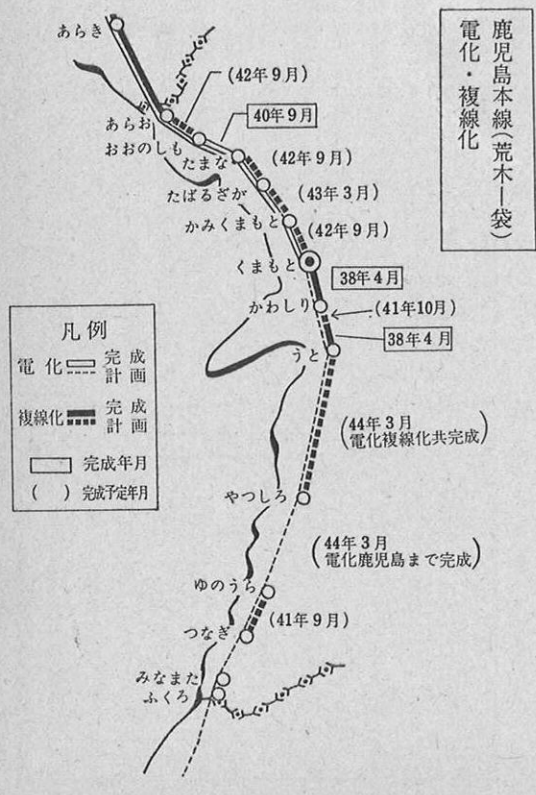 鹿児島本線(荒木―袋)
電化・複線化
あらき
(42年9月)
あらお
40年9月
おおのしも
たまな
(42年9月)
たばるざか
(43年3月)
かみくまもと
(42年9月)
くまもと
38年4月
かわしり
(41年10月)
38年4月
うと
凡例
電化 完成
計画
複線化 完成
計画
完成年月
( ) 完成予定年月
(44年3月
電化複線化共完成)
やつしろ
(44年3月
電化鹿児島まで完成)
ゆのうら
つなぎ
(41年9月)
みなまた
ふくろ